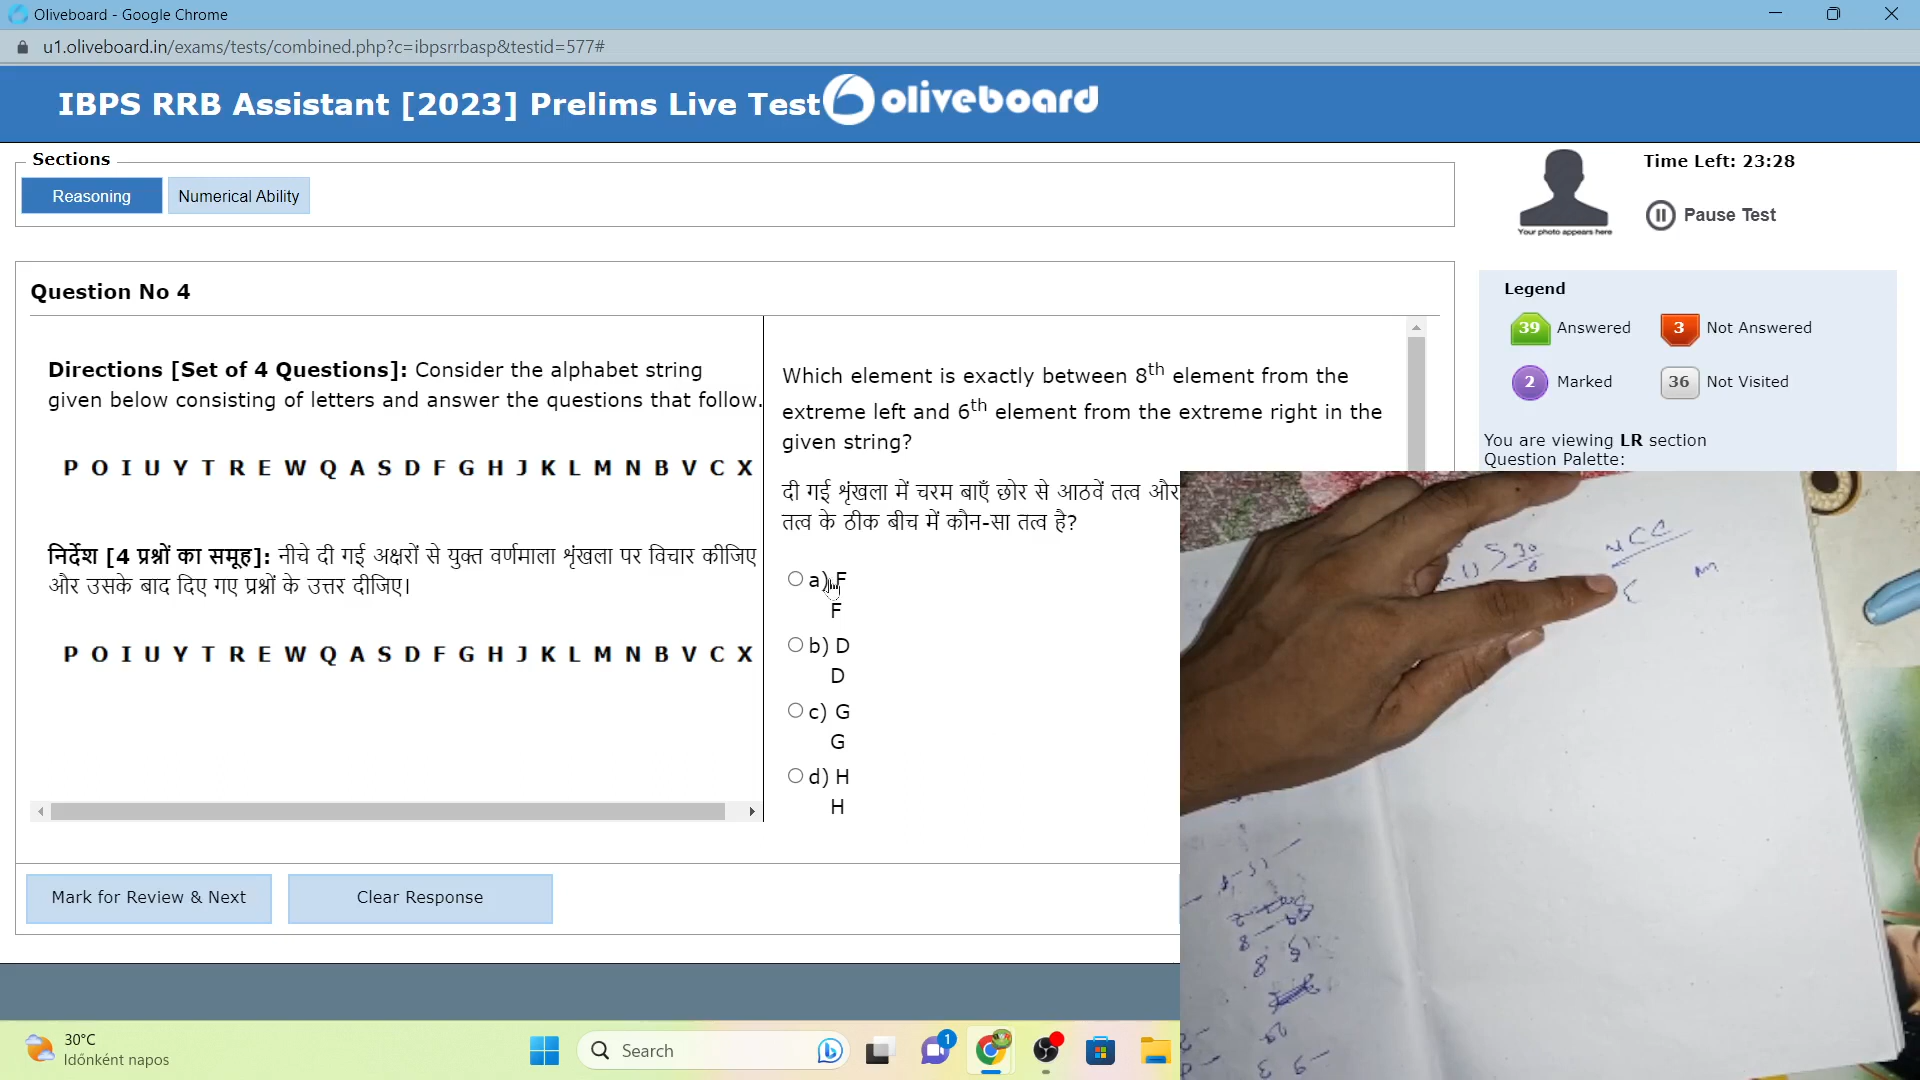 Oliveboard - Google Chrome
u1.oliveboard.in/exams/tests/combined.php?c=ibpsrrbasp&testid=577#
IBPS RRB Assistant [2023] Prelims Live Test oliveboard
Sections
Reasoning Numerical Ability
Time Left: 23:28
Pause Test
Your photo appears here
Question No 4
Directions [Set of 4 Questions]: Consider the alphabet string
given below consisting of letters and answer the questions that follow.
P O I U Y T R E W Q A S D F G H J K L M N B V C X
निर्देश [4 प्रश्नों का समूह]: नीचे दी गई अक्षरों से युक्त वर्णमाला श्रृंखला पर विचार कीजिए
और उसके बाद दिए गए प्रश्नों के उत्तर दीजिए।
P O I U Y T R E W Q A S D F G H J K L M N B V C X
Which element is exactly between 8th element from the
extreme left and 6th element from the extreme right in the
given string?
दी गई श्रृंखला में चरम बाएँ छोर से आठवें तत्व और
तत्व के ठीक बीच में कौन-सा तत्व है?
a) F
F
b) D
D
c) G
G
d) H
H
Legend
39 Answered 3 Not Answered
2 Marked 36 Not Visited
You are viewing LR section
Question Palette:
Mark for Review & Next Clear Response
30°C
Időnként napos
Search
1